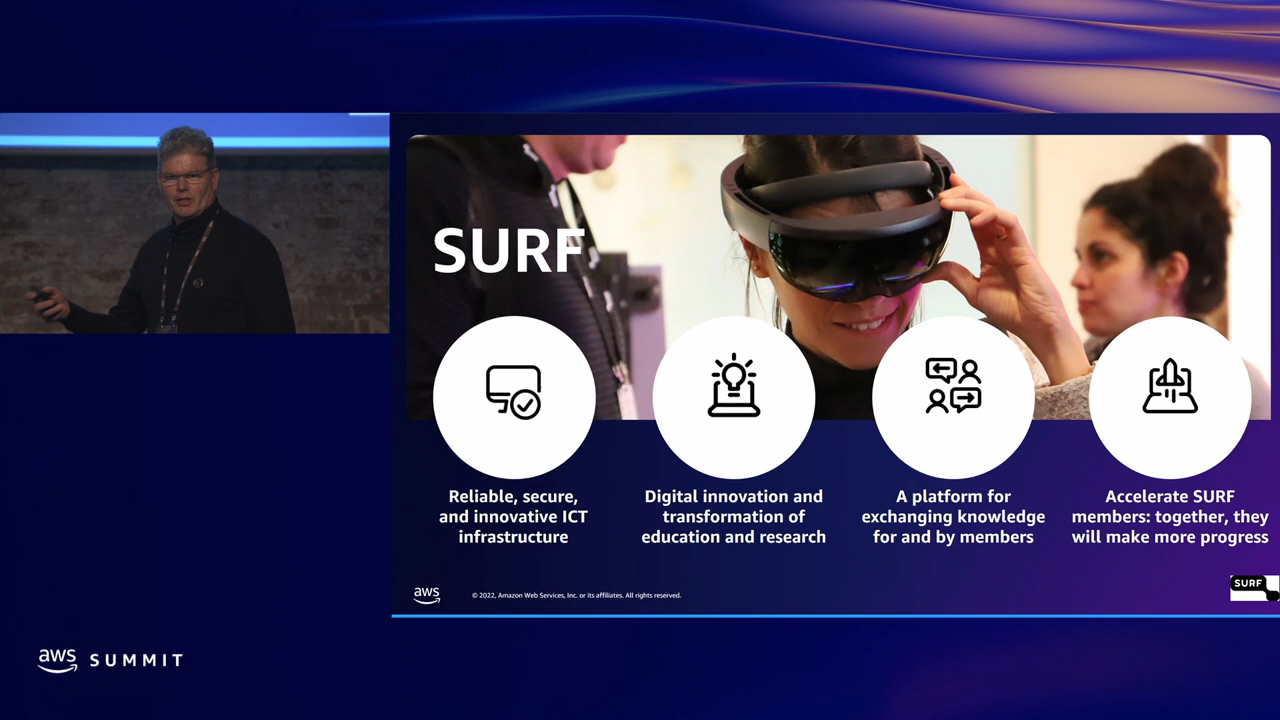 SURF
Reliable, secure,
and innovative ICT
infrastructure
Digital innovation and
transformation of
education and research
A platform for
exchanging knowledge
for and by members
Accelerate SURF
members: together, they
will make more progress
aws
© 2022, Amazon Web Services, Inc. or its affiliates. All rights reserved.
SURF
aws SUMMIT